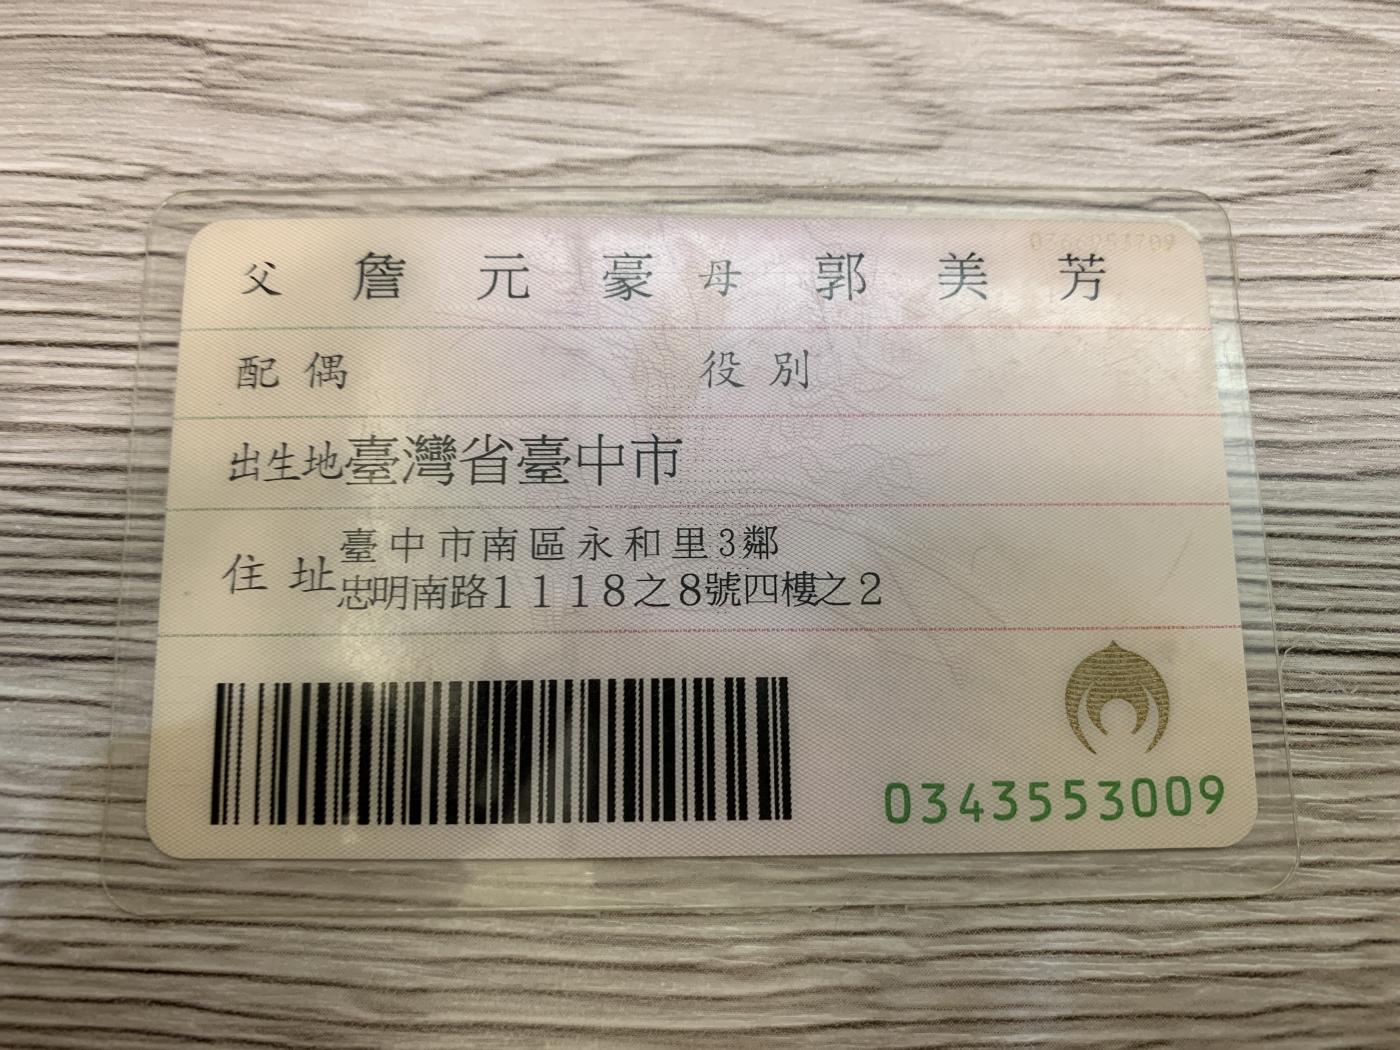 父 詹元豪 母 郭美芳
配偶 役別
出生地 臺灣省臺中市
住址 臺中市南區永和里3鄰
忠明南路1118之8號四樓之2
0343553009